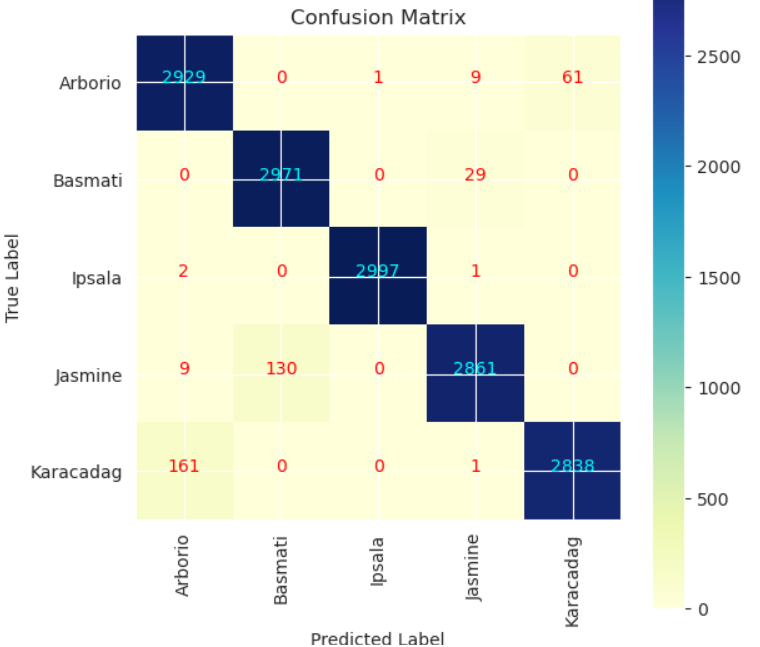 Confusion Matrix
Arborio 2929 0 1 9 61
Basmati 0 2971 0 29 0
Ipsala 2 0 2997 1 0
Jasmine 9 130 0 2861 0
Karacadag 161 0 0 1 2838
Arborio Basmati Ipsala Jasmine Karacadag
Predicted Label
True Label
2500
2000
1500
1000
500
0